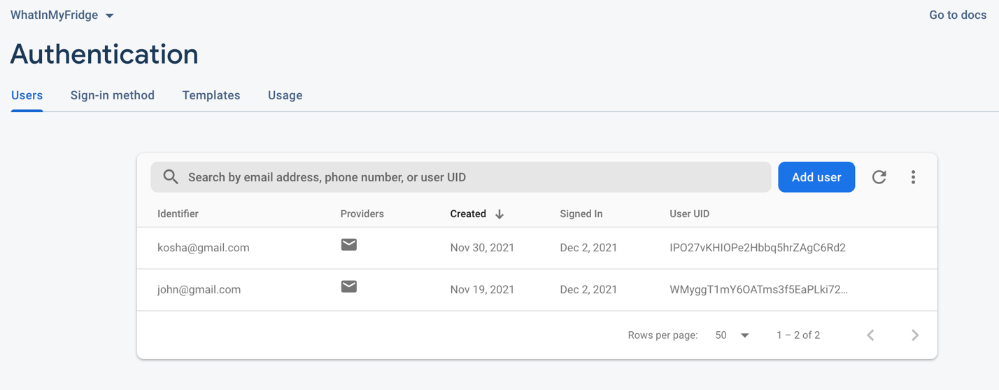 WhatInMyFridge Go to docs
Authentication
Users Sign-in method Templates Usage
Search by email address, phone number, or user UID Add user
Identifier Providers Created Signed In User UID
kosha@gmail.com Nov 30, 2021 Dec 2, 2021 IPO27vKHIOPe2Hbbq5hrZAgC6Rd2
john@gmail.com Nov 19, 2021 Dec 2, 2021 WMyggT1mY6OATms3f5EaPLki72...
Rows per page: 50 1 – 2 of 2